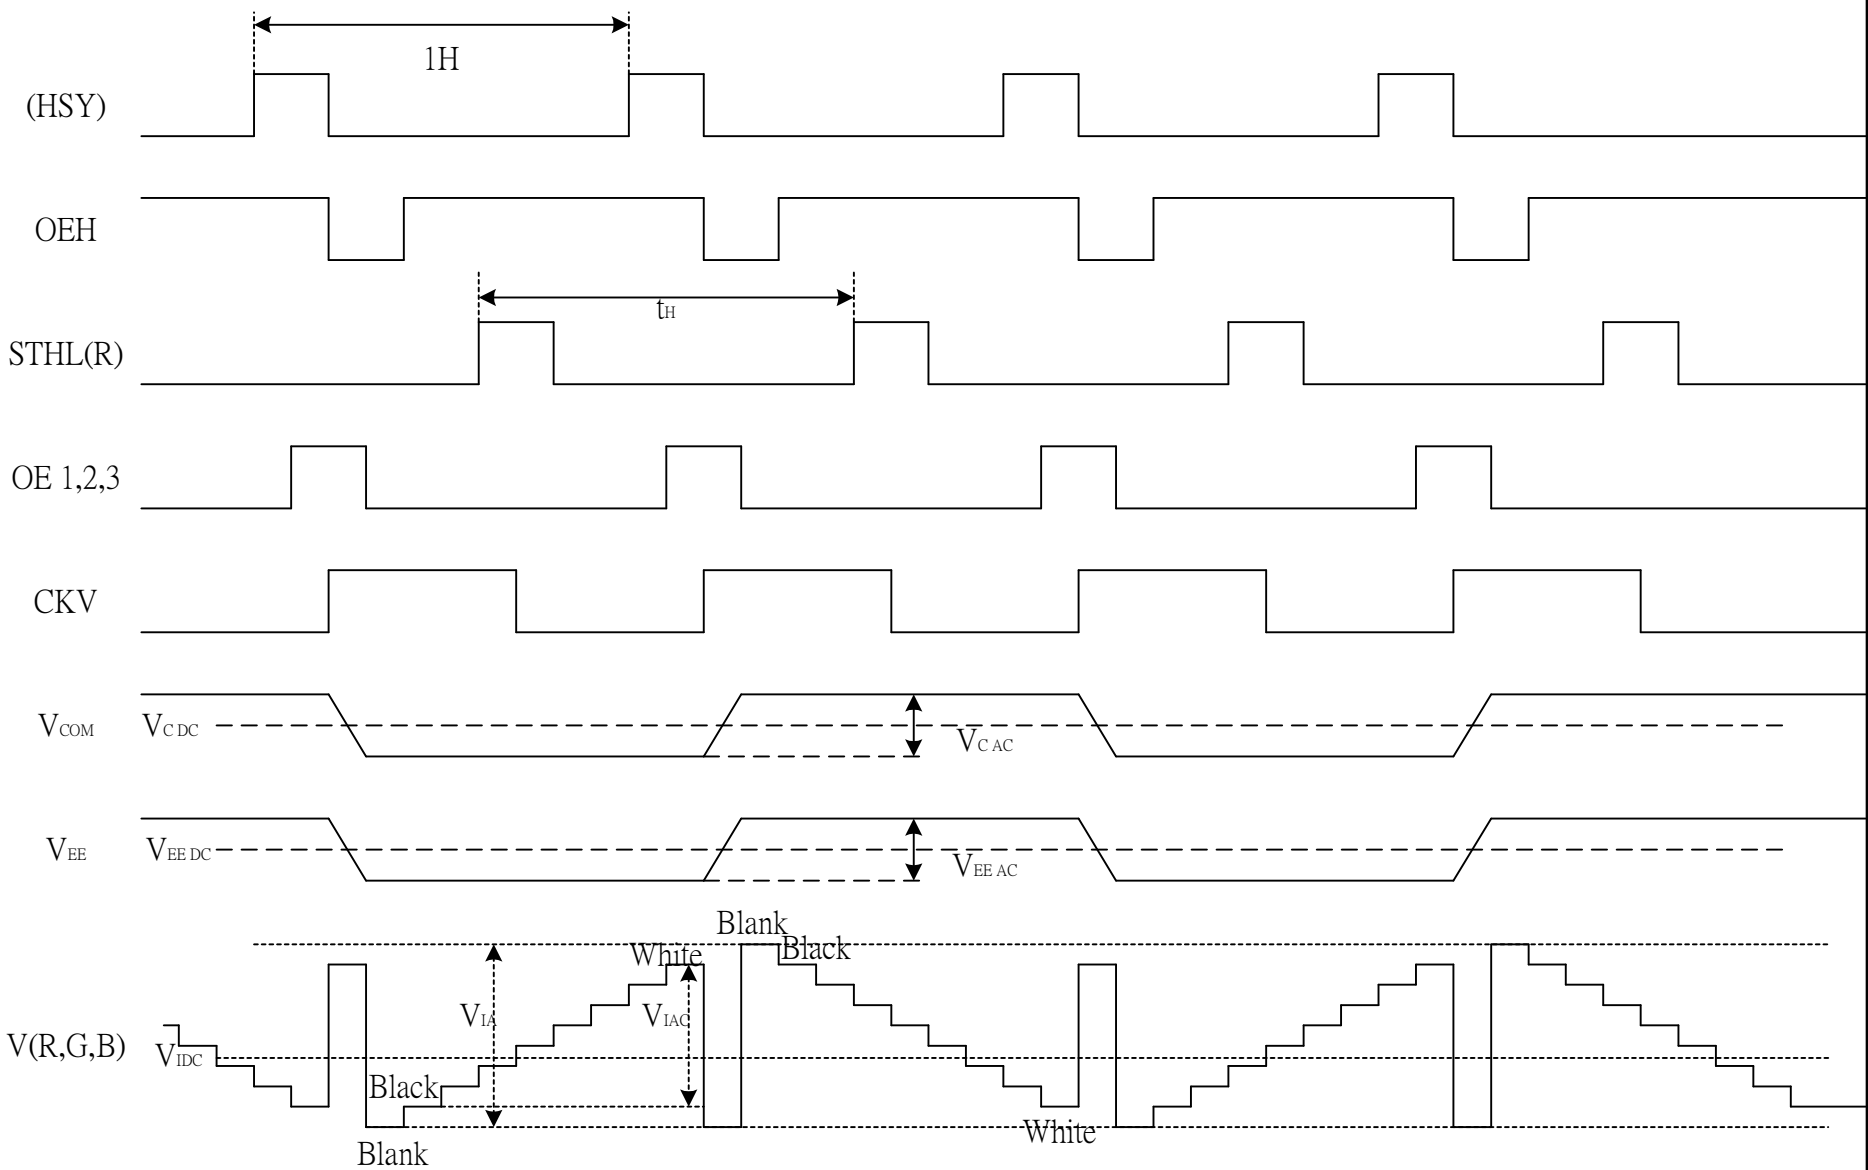 1H
(HSY)
OEH
tH
STHL(R)
OE 1,2,3
CKV
VCOM VC DC VC AC
VEE VEE DC VEE AC
Blank
White Black
VIA VIAC
V(R,G,B) VIDC
Black
White
Blank